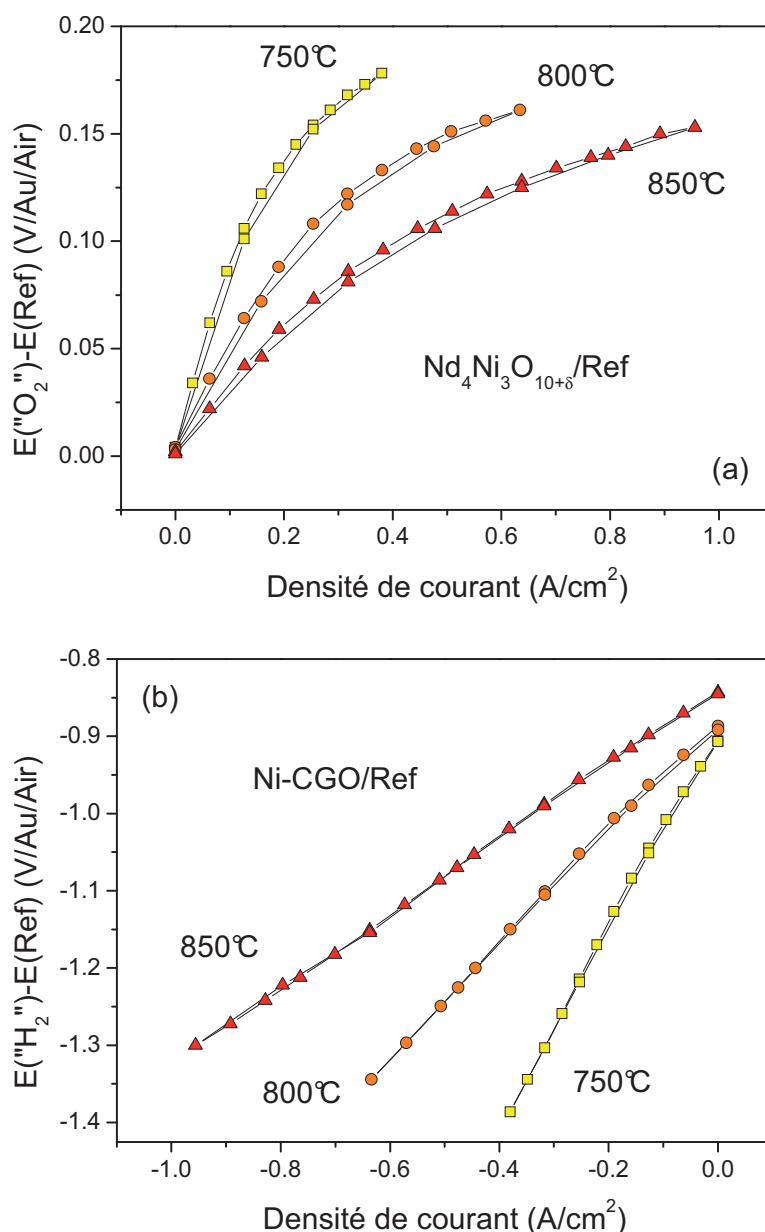 0.20
0.15
0.10
0.05
0.00
E("O₂")-E(Ref) (V/Au/Air)
750°C
800°C
850°C
Nd₄Ni₃O₁₀₊δ/Ref
(a)
0.0 0.2 0.4 0.6 0.8 1.0
Densité de courant (A/cm²)
-0.8
-0.9
-1.0
-1.1
-1.2
-1.3
-1.4
E("H₂")-E(Ref) (V/Au/Air)
(b)
Ni-CGO/Ref
850°C
800°C
750°C
-1.0 -0.8 -0.6 -0.4 -0.2 0.0
Densité de courant (A/cm²)